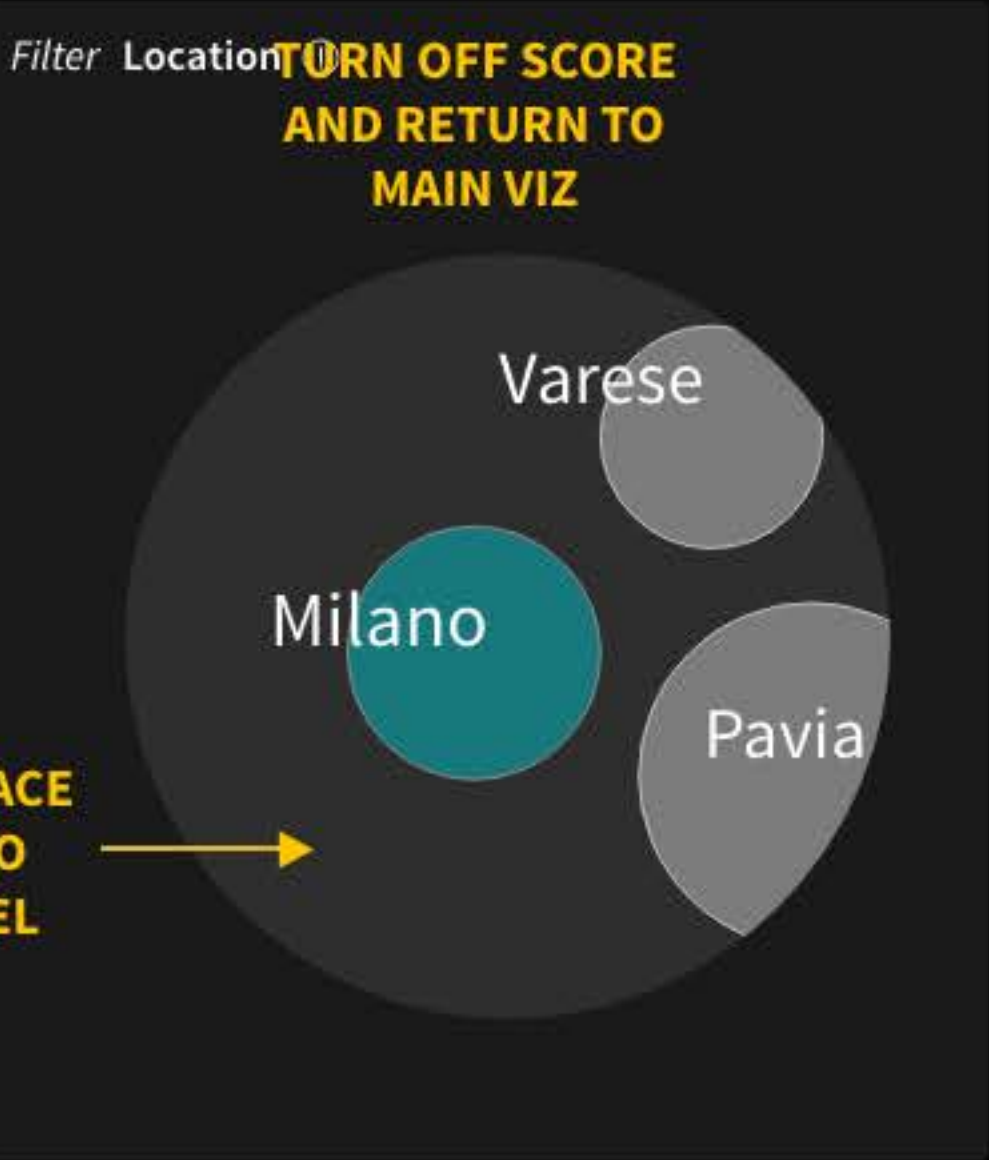 Filter Location
TURN OFF SCORE
AND RETURN TO
MAIN VIZ
Varese
Milano
Pavia
ACE
O
EL